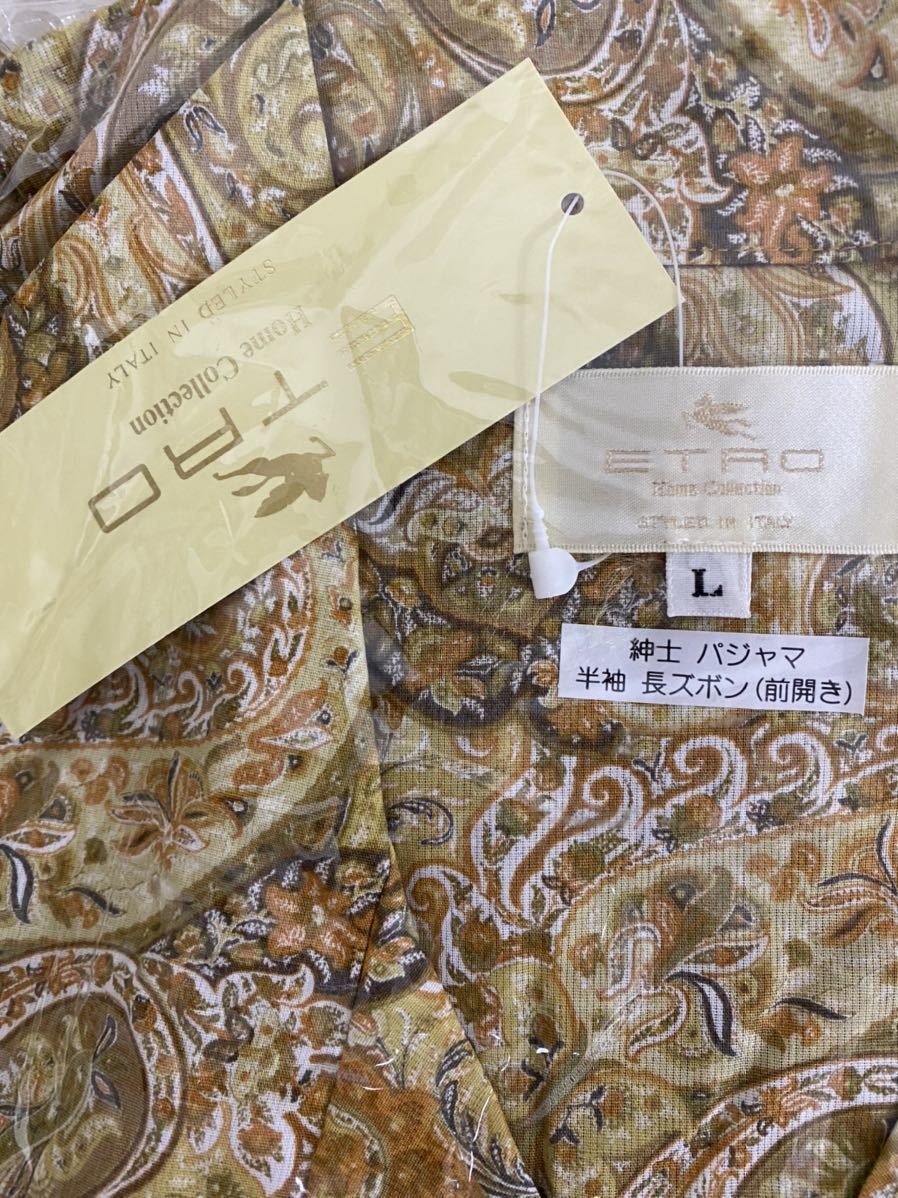 ETRO
Home Collection
STYLED IN ITALY
ETRO
Home Collection
STYLED IN ITALY
L
紳士 パジャマ
半袖 長ズボン(前開き)